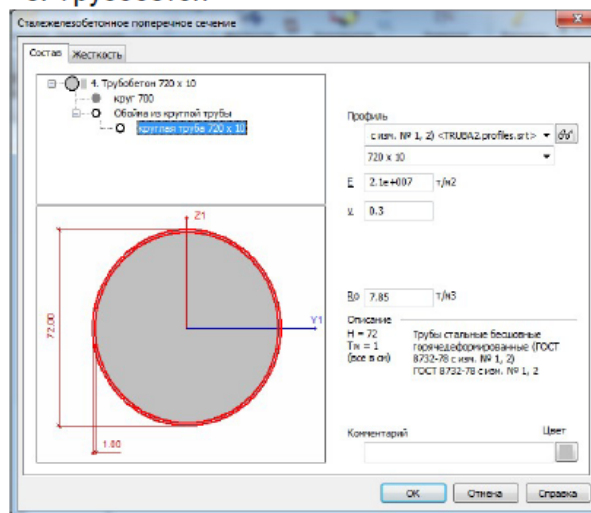 Трубобетон
Сталежелезобетонное поперечное сечение
Состав Жесткость
4. Трубобетон 720 x 10
круг 700
Обойма из круглой трубы
круглая труба 720 x 10
Профиль
с изм. № 1, 2) <TRUBA2.profiles.srt>
720 x 10
E 2.1e+007 т/м2
ν 0.3
Ro 7.85 т/м3
Описание
H = 72
Tw = 1
(все в см)
Трубы стальные бесшовные
горячедеформированные (ГОСТ
8732-78 с изм. № 1, 2)
ГОСТ 8732-78 с изм. № 1, 2
Z1
Y1
72.00
1.00
Комментарий Цвет
OK Отмена Справка